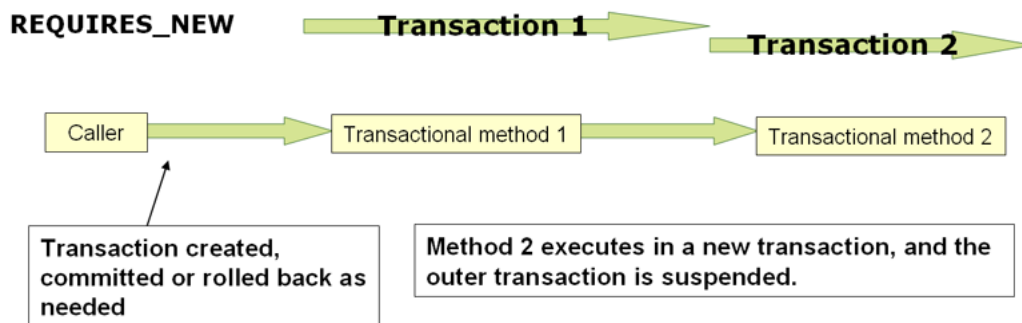 REQUIRES_NEW
Transaction 1
Transaction 2
Caller
Transactional method 1
Transactional method 2
Transaction created,
committed or rolled back as
needed
Method 2 executes in a new transaction, and the
outer transaction is suspended.